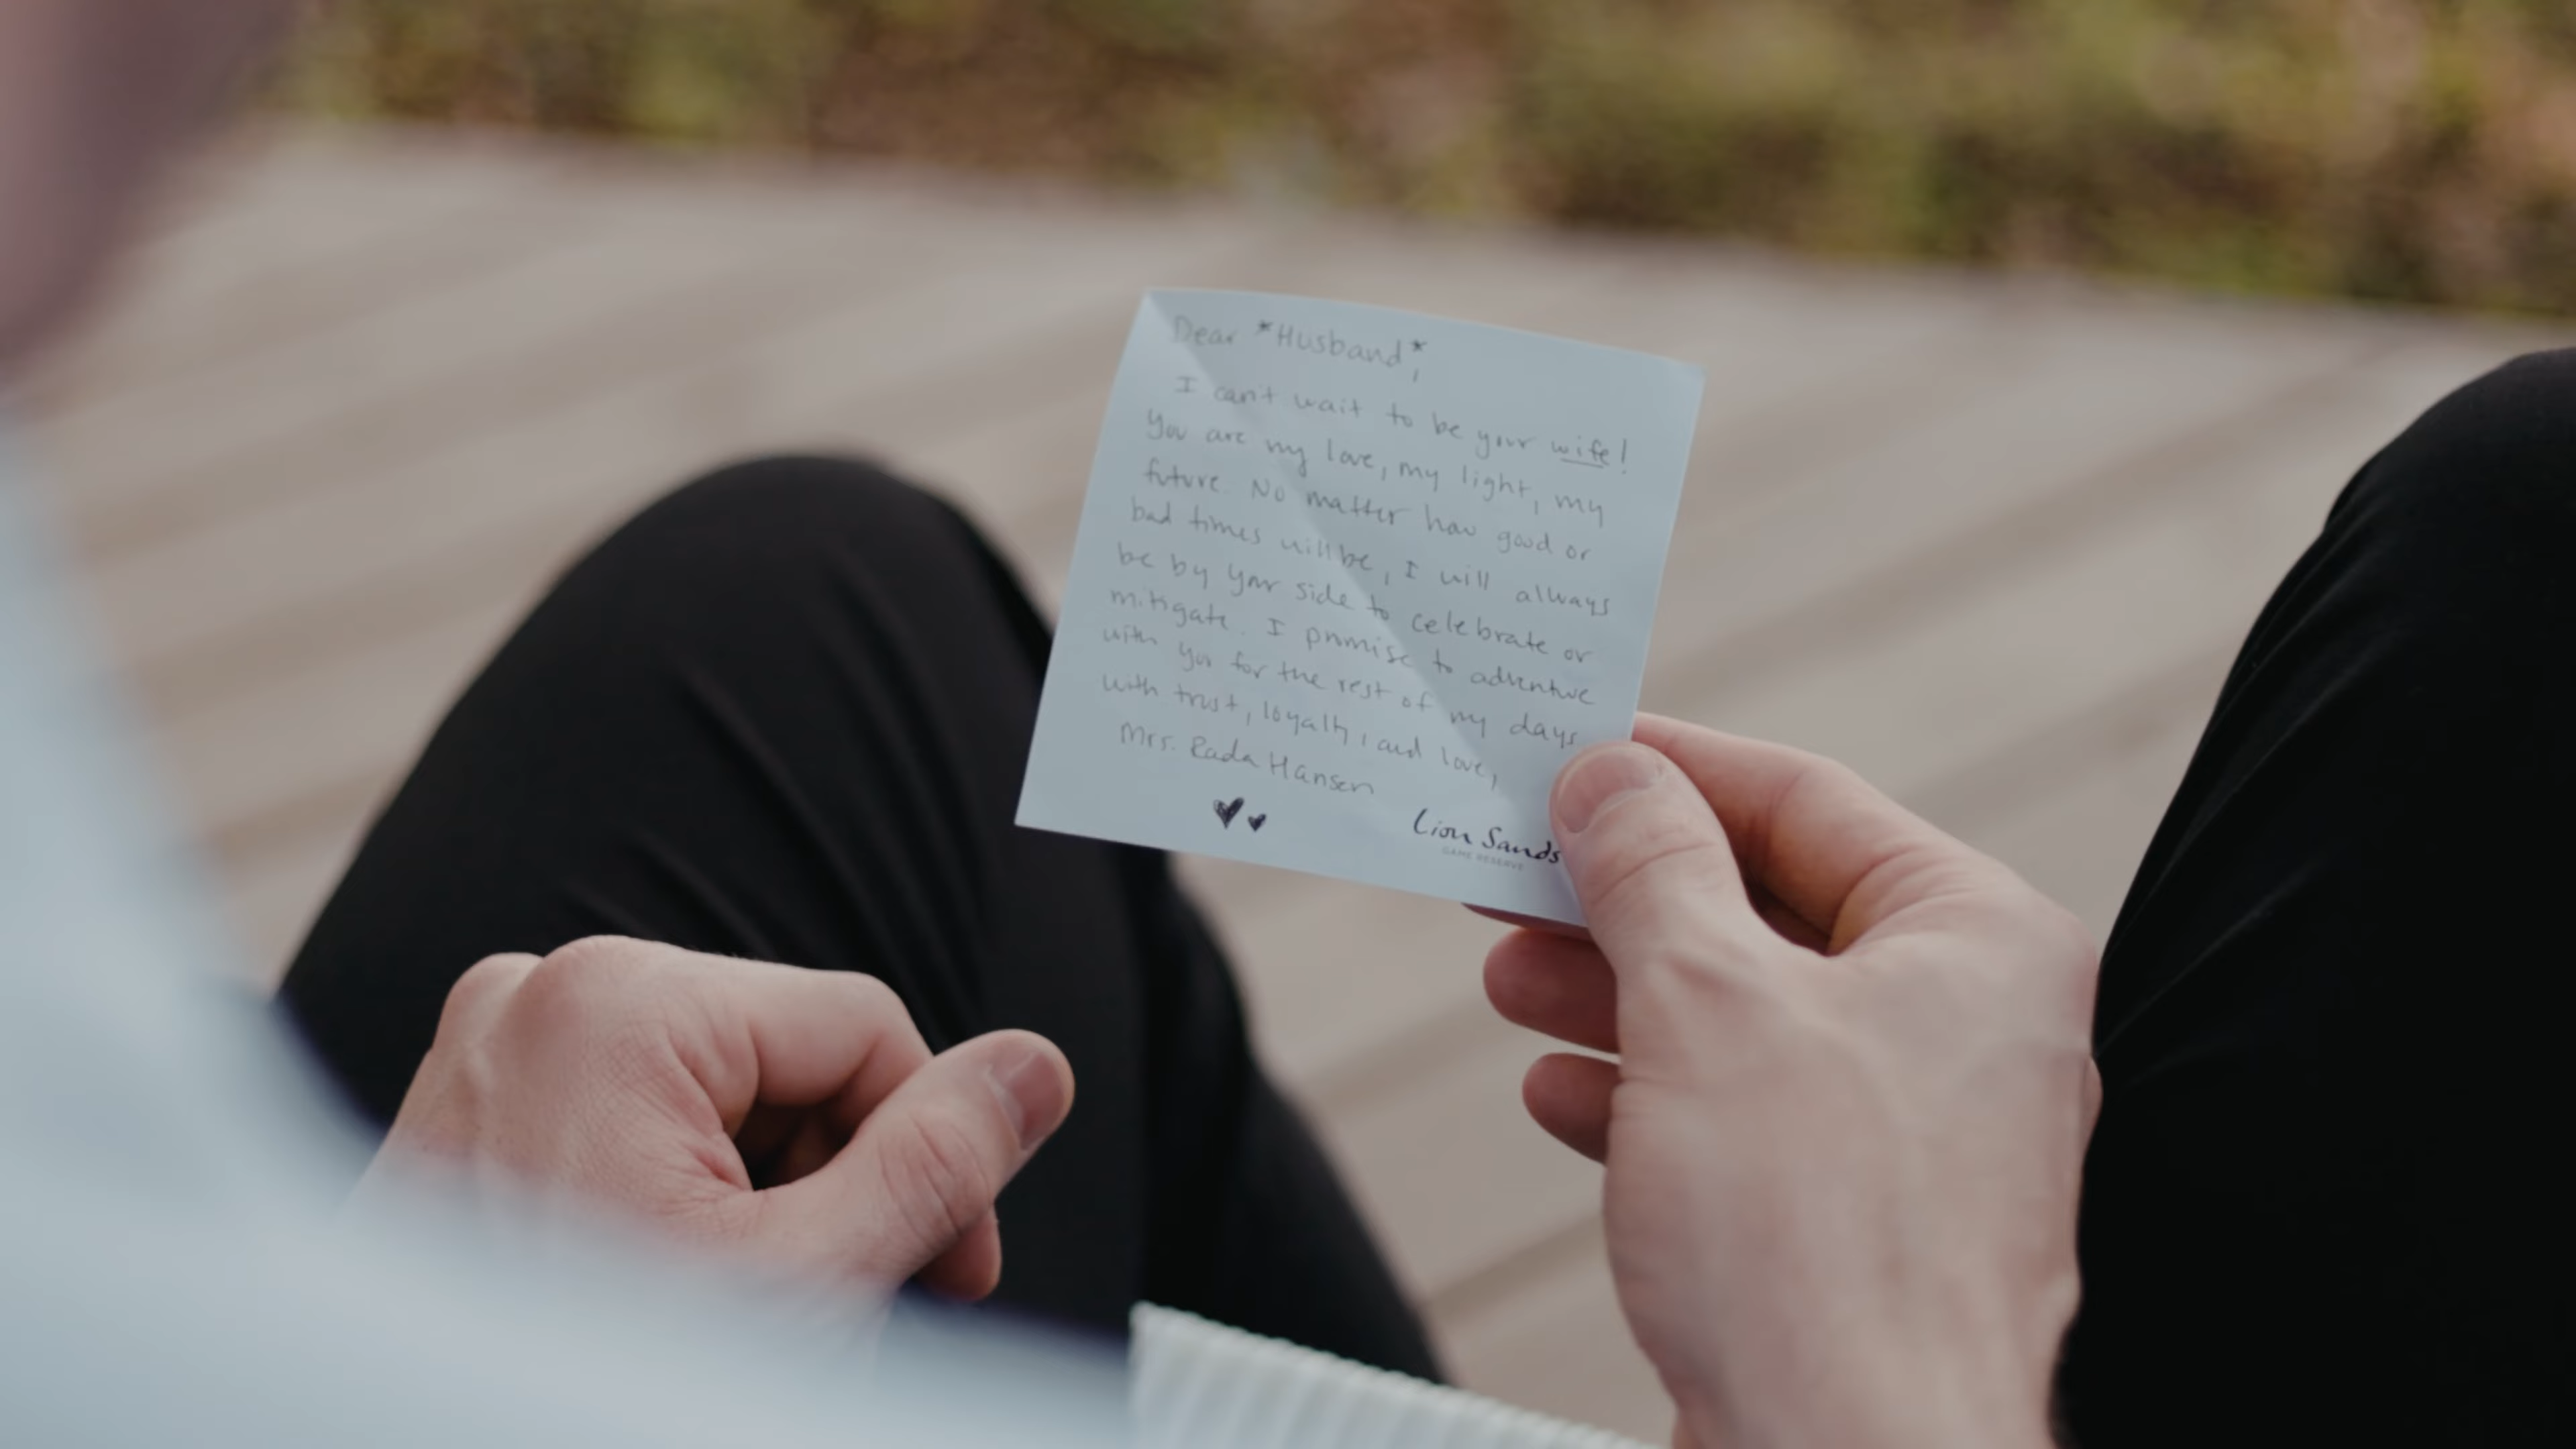 Dear *Husband*,
I can't wait to be your wife!
You are my love, my light, my
future. No matter how good or
bad times will be, I will always
be by your side to celebrate or
mitigate. I promise to adventure
with you for the rest of my days
with trust, loyalty, and love,
Mrs. Rada Hansen
Lion Sands
GAME RESERVE